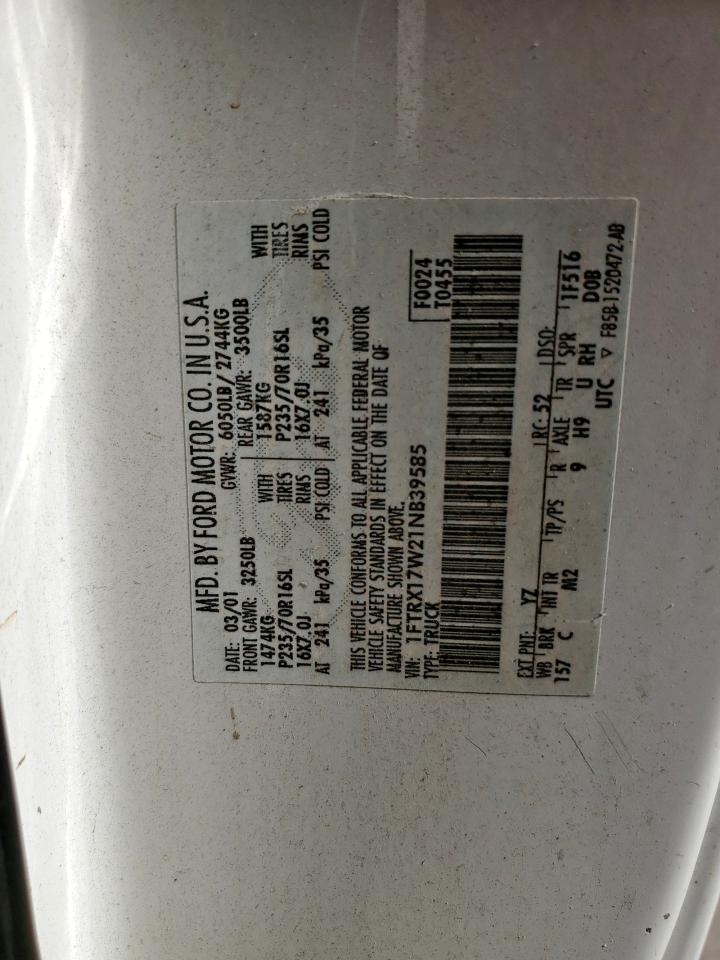 MFD. BY FORD MOTOR CO. IN U.S.A.
DATE: 03/01 GVWR: 6050LB/2744KG
FRONT GAWR: 3250LB REAR GAWR: 3500LB
1474KG WITH 1587KG WITH
P235/70R16SL TIRES P235/70R16SL TIRES
16X7.0J RIMS 16X7.0J RIMS
AT 241 kPa/35 PSI COLD AT 241 kPa/35 PSI COLD
THIS VEHICLE CONFORMS TO ALL APPLICABLE FEDERAL MOTOR
VEHICLE SAFETY STANDARDS IN EFFECT ON THE DATE OF
MANUFACTURE SHOWN ABOVE.
VIN: 1FTRX17W21NB39585 F0024
TYPE: TRUCK T0455
EXT PNT: YZ RC: 52 DSO:
WB BRK INT TR TP/PS R AXLE TR SPR 1F516
157 C M2 9 H9 U RH D0B
UTC ▽ F85B-1520472-AB